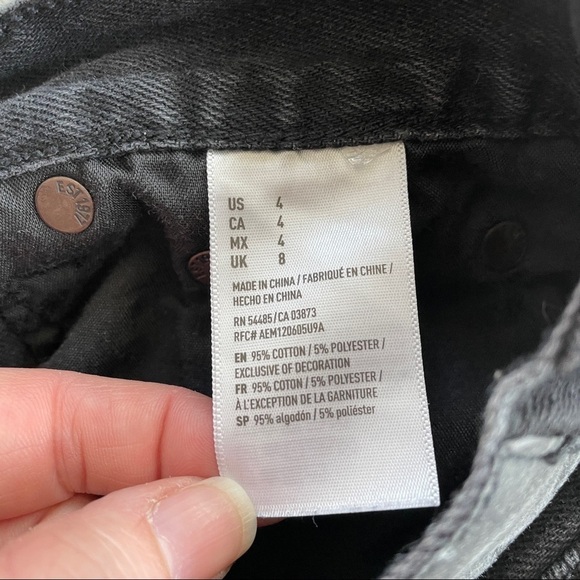 EST 197
US 4
CA 4
MX 4
UK 8
MADE IN CHINA / FABRIQUÉ EN CHINE /
HECHO EN CHINA
RN 54485 / CA 03873
RFC# AEM120605U9A
EN 95% COTTON / 5% POLYESTER /
EXCLUSIVE OF DECORATION
FR 95% COTON / 5% POLYESTER /
À L'EXCEPTION DE LA GARNITURE
SP 95% algodón / 5% poliéster